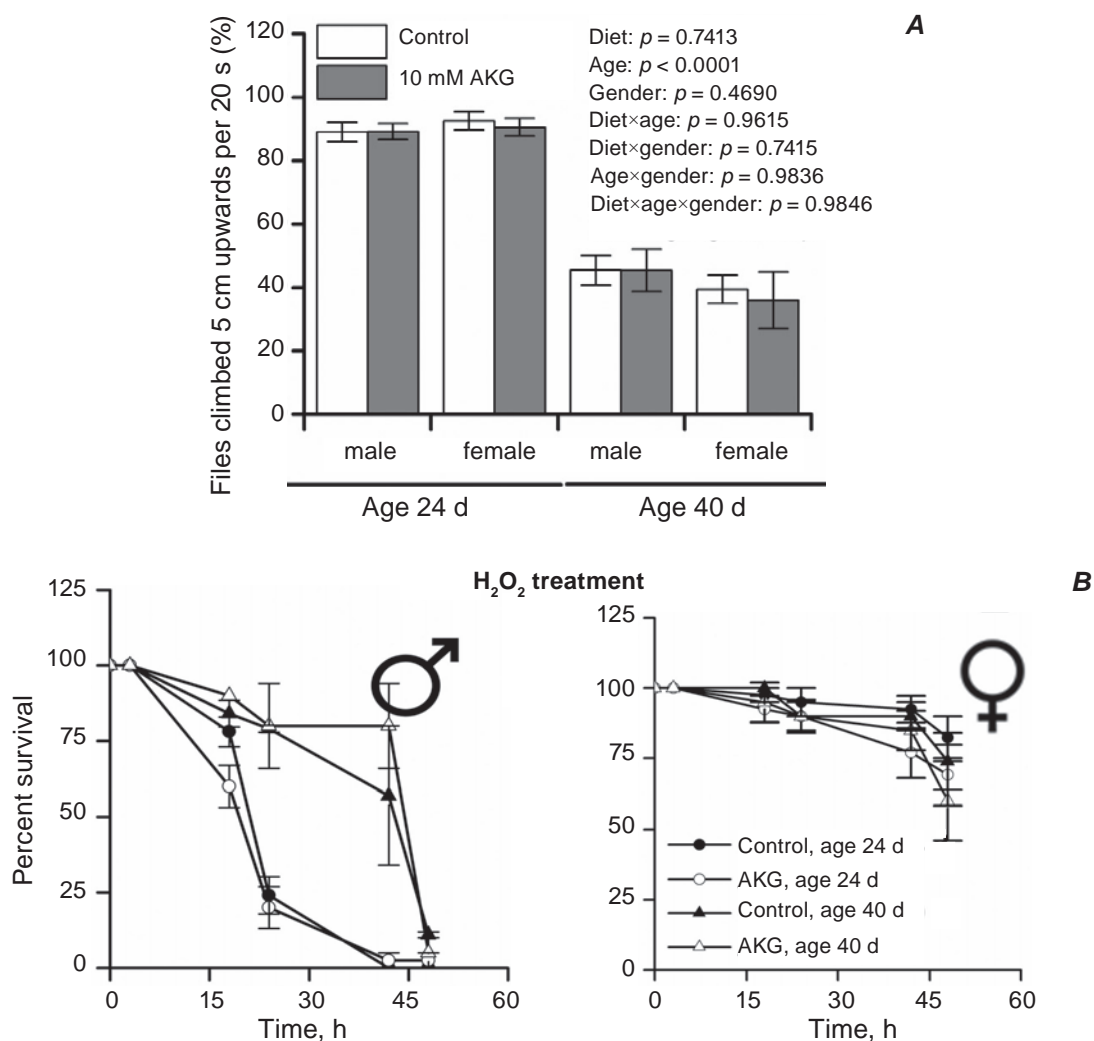 A
Files climbed 5 cm upwards per 20 s (%)
120
100
80
60
40
20
0
Control
10 mM AKG
Diet: p = 0.7413
Age: p < 0.0001
Gender: p = 0.4690
Diet×age: p = 0.9615
Diet×gender: p = 0.7415
Age×gender: p = 0.9836
Diet×age×gender: p = 0.9846
male female male female
Age 24 d Age 40 d
H₂O₂ treatment
B
Percent survival
125
100
75
50
25
0
0 15 30 45 60
Time, h
125
100
75
50
25
0
Control, age 24 d
AKG, age 24 d
Control, age 40 d
AKG, age 40 d
0 15 30 45 60
Time, h